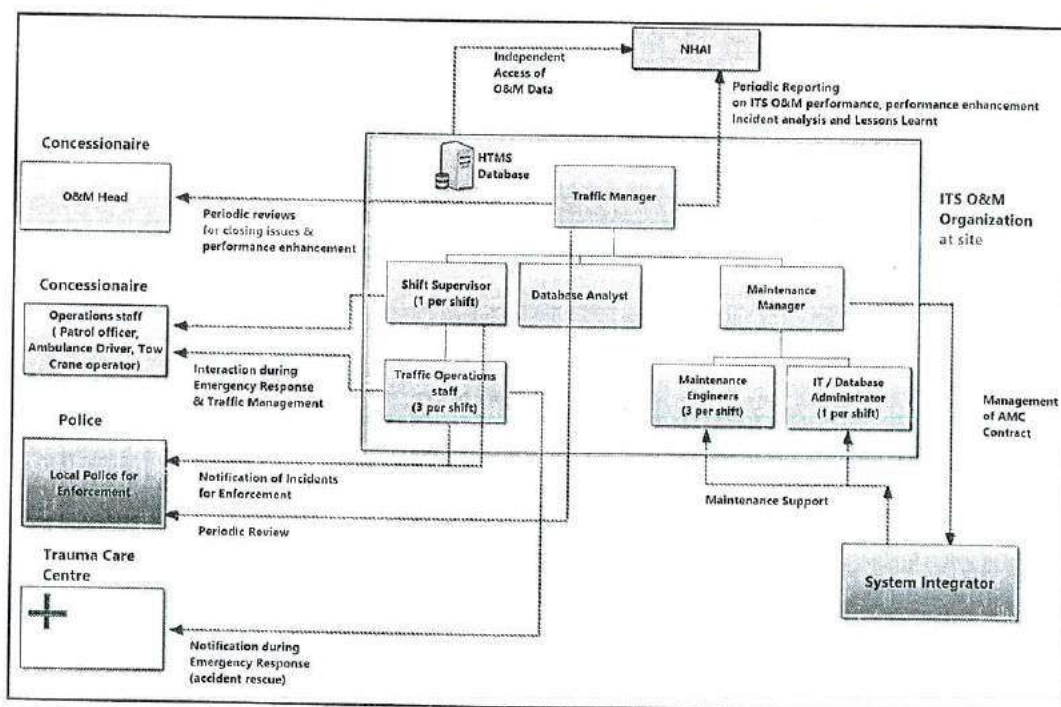 NHAI
Independent
Access of
O&M Data
Periodic Reporting
on ITS O&M performance, performance enhancement
Incident analysis and Lessons Learnt
Concessionaire
O&M Head
HTMS
Database
Traffic Manager
ITS O&M
Organization
at site
Periodic reviews
for closing issues &
performance enhancement
Concessionaire
Operations staff
( Patrol officer,
Ambulance Driver, Tow
Crane operator)
Shift Supervisor
(1 per shift)
Database Analyst
Maintenance
Manager
Interaction during
Emergency Response
& Traffic Management
Traffic Operations
staff
(3 per shift)
Maintenance
Engineers
(3 per shift)
IT / Database
Administrator
(1 per shift)
Management
of AMC
Contract
Police
Local Police for
Enforcement
Notification of Incidents
for Enforcement
Maintenance Support
Periodic Review
Trauma Care
Centre
System Integrator
Notification during
Emergency Response
(accident rescue)